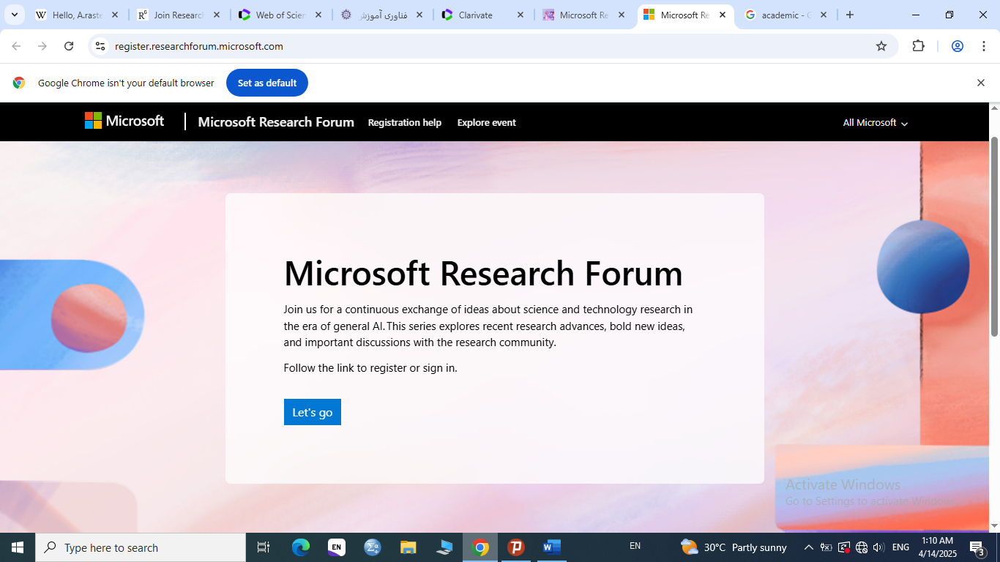 Hello, A.raste
Join Research
Web of Scien
فناوری آموزش
Clarivate
Microsoft Re
Microsoft Re
academic - G
register.researchforum.microsoft.com
Google Chrome isn't your default browser
Set as default
Microsoft
Microsoft Research Forum
Registration help
Explore event
All Microsoft
Microsoft Research Forum
Join us for a continuous exchange of ideas about science and technology research in
the era of general AI. This series explores recent research advances, bold new ideas,
and important discussions with the research community.
Follow the link to register or sign in.
Let's go
Activate Windows
Go to Settings to activate Windows.
Type here to search
EN
EN
30°C Partly sunny
ENG
1:10 AM
4/14/2025
3